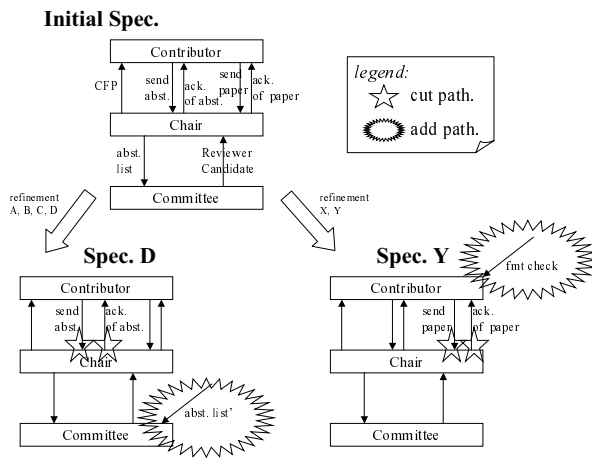 Initial Spec.
Contributor
CFP
send
abst.
ack.
of abst.
send
paper
ack.
of paper
Chair
abst.
list
Reviewer
Candidate
Committee
legend:
cut path.
add path.
refinement
A, B, C, D
refinement
X, Y
Spec. D
Contributor
send
abst.
ack.
of abst.
Chair
abst. list’
Committee
Spec. Y
fmt check
Contributor
send
paper
ack.
of paper
Chair
Committee